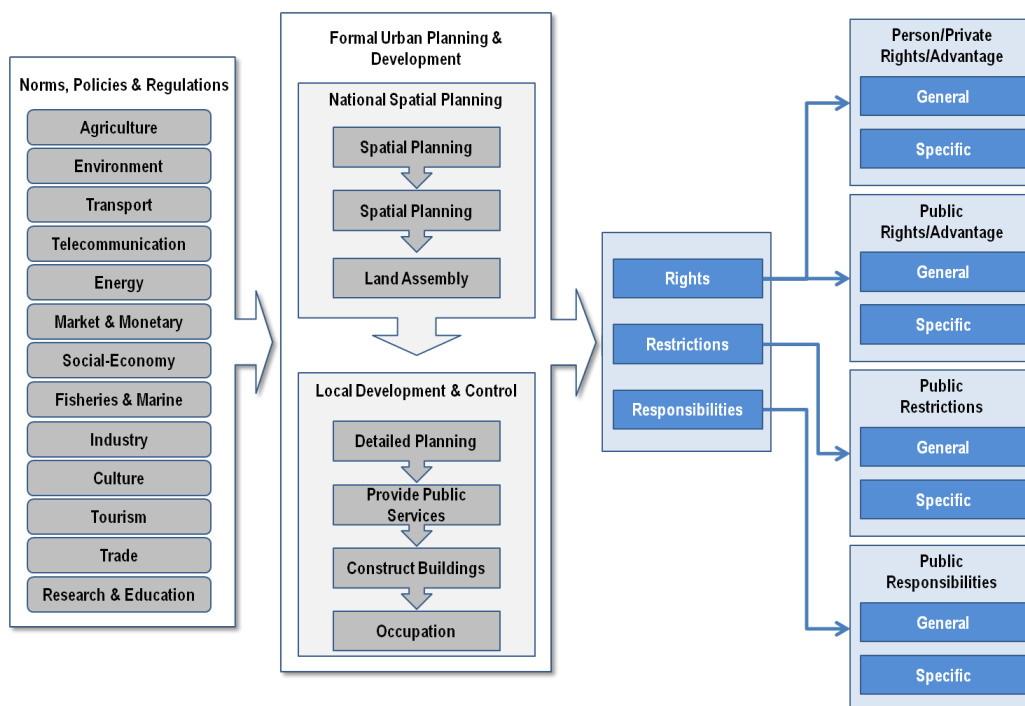 Norms, Policies & Regulations
Agriculture
Environment
Transport
Telecommunication
Energy
Market & Monetary
Social-Economy
Fisheries & Marine
Industry
Culture
Tourism
Trade
Research & Education
Formal Urban Planning &
Development
National Spatial Planning
Spatial Planning
Spatial Planning
Land Assembly
Local Development & Control
Detailed Planning
Provide Public
Services
Construct Buildings
Occupation
Rights
Restrictions
Responsibilities
Person/Private
Rights/Advantage
General
Specific
Public
Rights/Advantage
General
Specific
Public
Restrictions
General
Specific
Public
Responsibilities
General
Specific